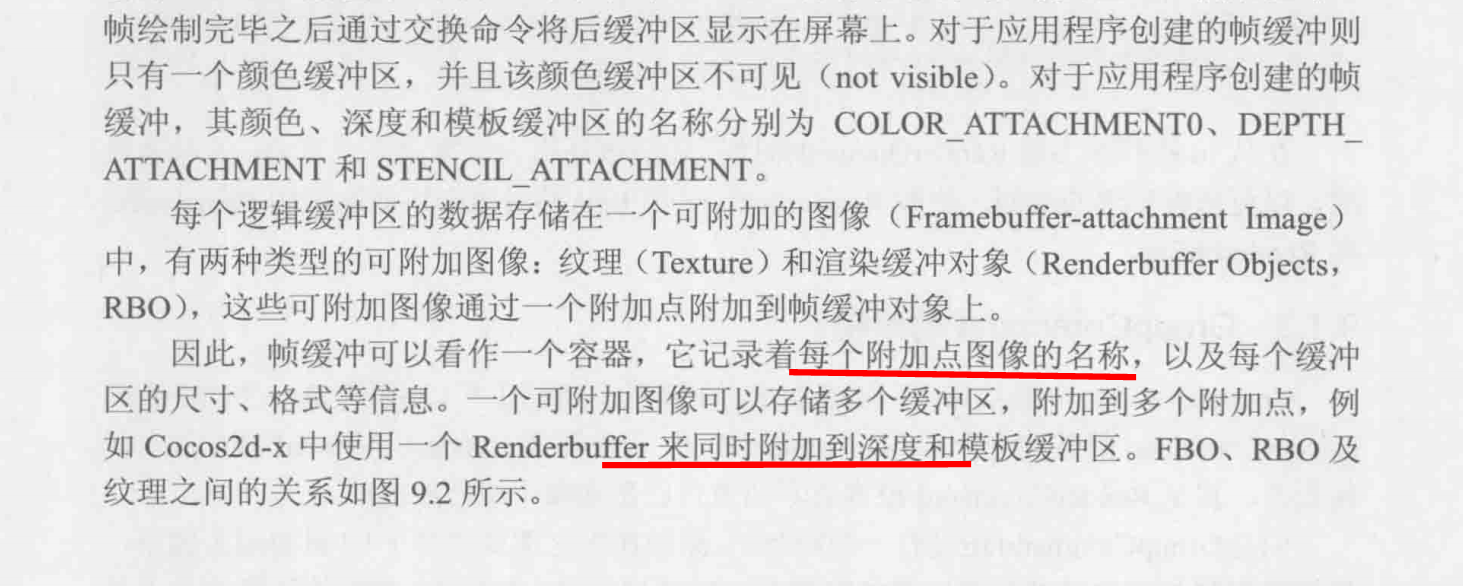 帧绘制完毕之后通过交换命令将后缓冲区显示在屏幕上。对于应用程序创建的帧缓冲则
只有一个颜色缓冲区，并且该颜色缓冲区不可见（not visible）。对于应用程序创建的帧
缓冲，其颜色、深度和模板缓冲区的名称分别为 COLOR_ATTACHMENT0、DEPTH_
ATTACHMENT 和 STENCIL_ATTACHMENT。
每个逻辑缓冲区的数据存储在一个可附加的图像（Framebuffer-attachment Image）
中，有两种类型的可附加图像：纹理（Texture）和渲染缓冲对象（Renderbuffer Objects，
RBO），这些可附加图像通过一个附加点附加到帧缓冲对象上。
因此，帧缓冲可以看作一个容器，它记录着每个附加点图像的名称，以及每个缓冲
区的尺寸、格式等信息。一个可附加图像可以存储多个缓冲区，附加到多个附加点，例
如 Cocos2d-x 中使用一个 Renderbuffer 来同时附加到深度和模板缓冲区。FBO、RBO 及
纹理之间的关系如图 9.2 所示。